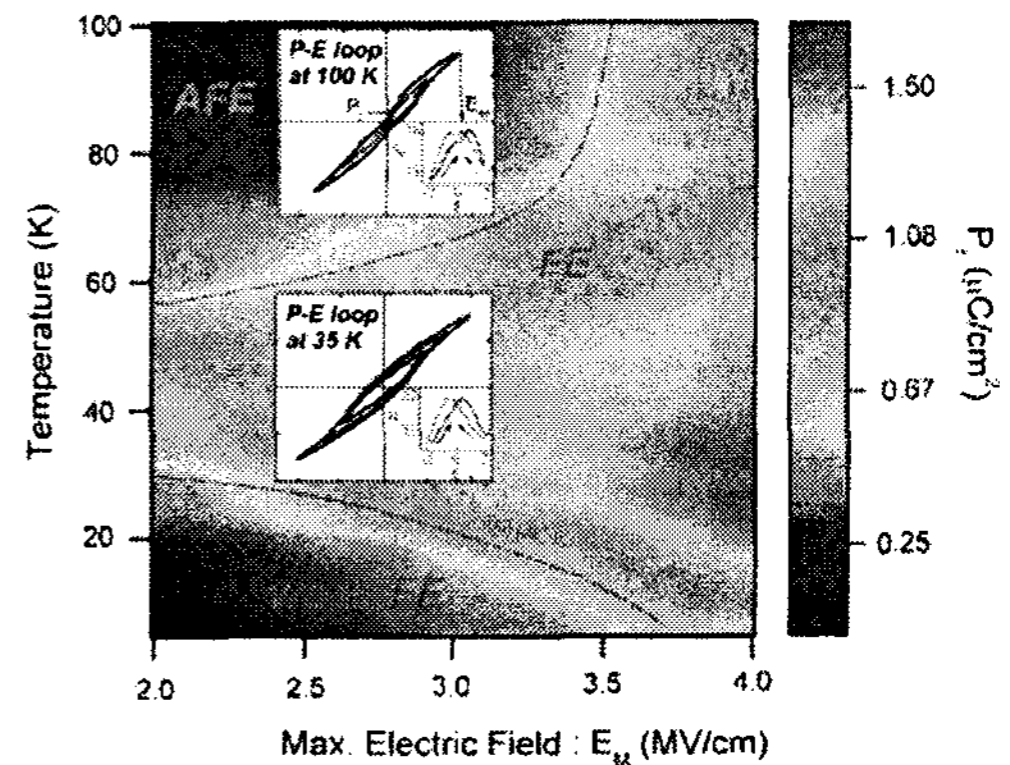 100
80
60
40
20
Temperature (K)
AFE
P-E loop
at 100 K
P
E
FE
P-E loop
at 35 K
2.0
2.5
3.0
3.5
4.0
Max. Electric Field : E_M (MV/cm)
1.50
1.08
0.67
0.25
P_r (μC/cm²)